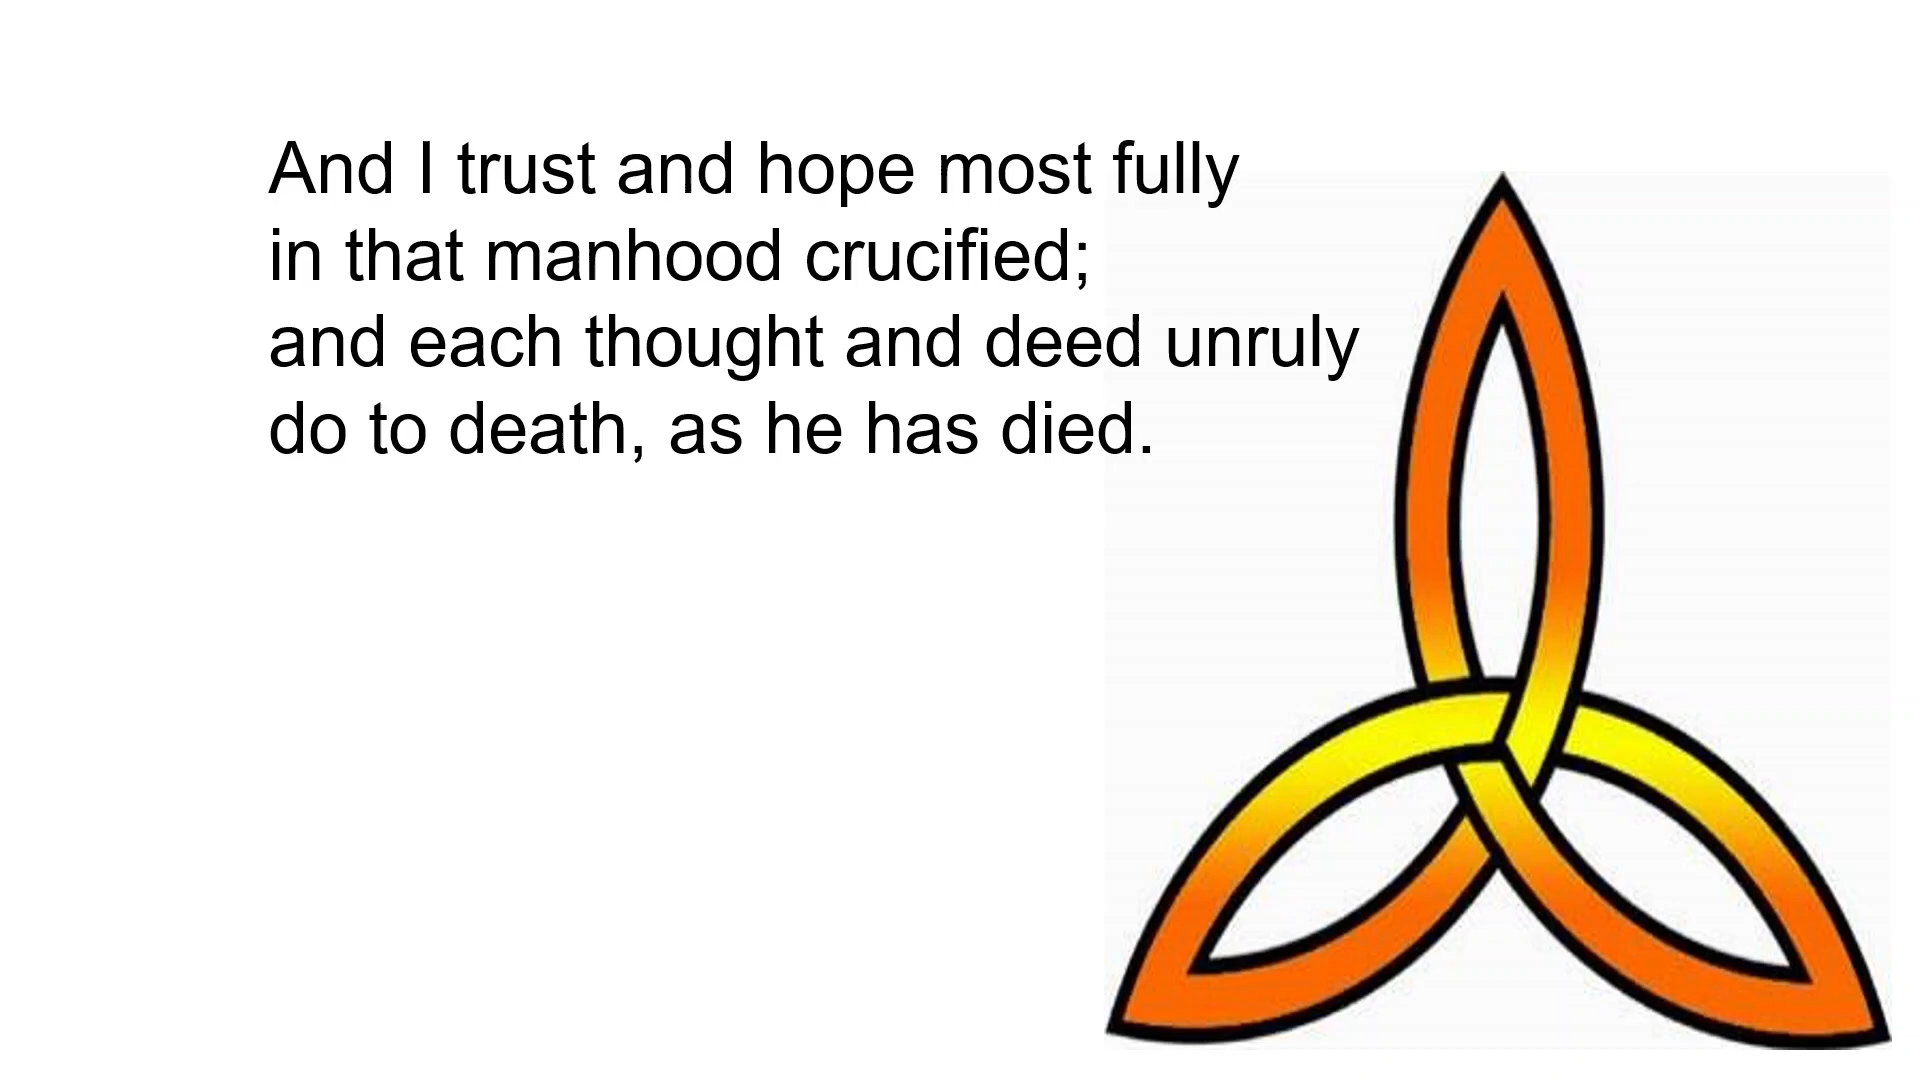 And I trust and hope most fully
in that manhood crucified;
and each thought and deed unruly
do to death, as he has died.